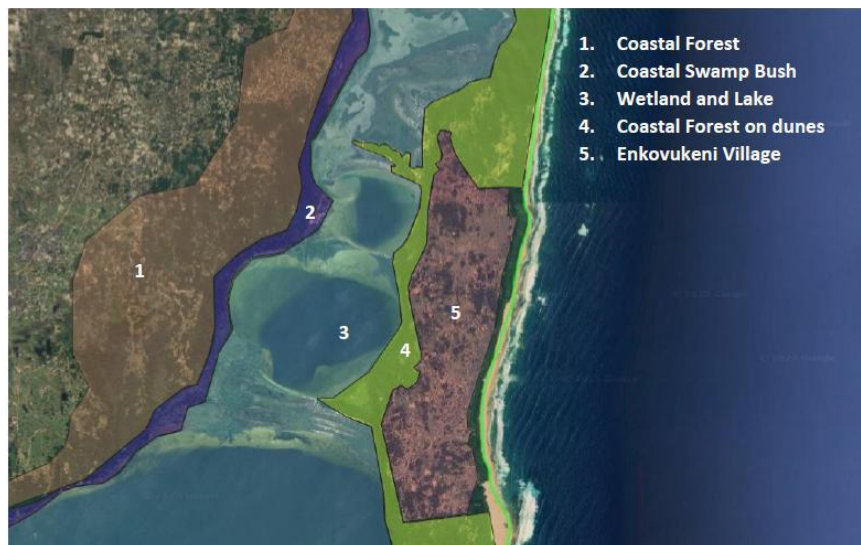 1. Coastal Forest
2. Coastal Swamp Bush
3. Wetland and Lake
4. Coastal Forest on dunes
5. Enkovukeni Village
2
1
5
3
4